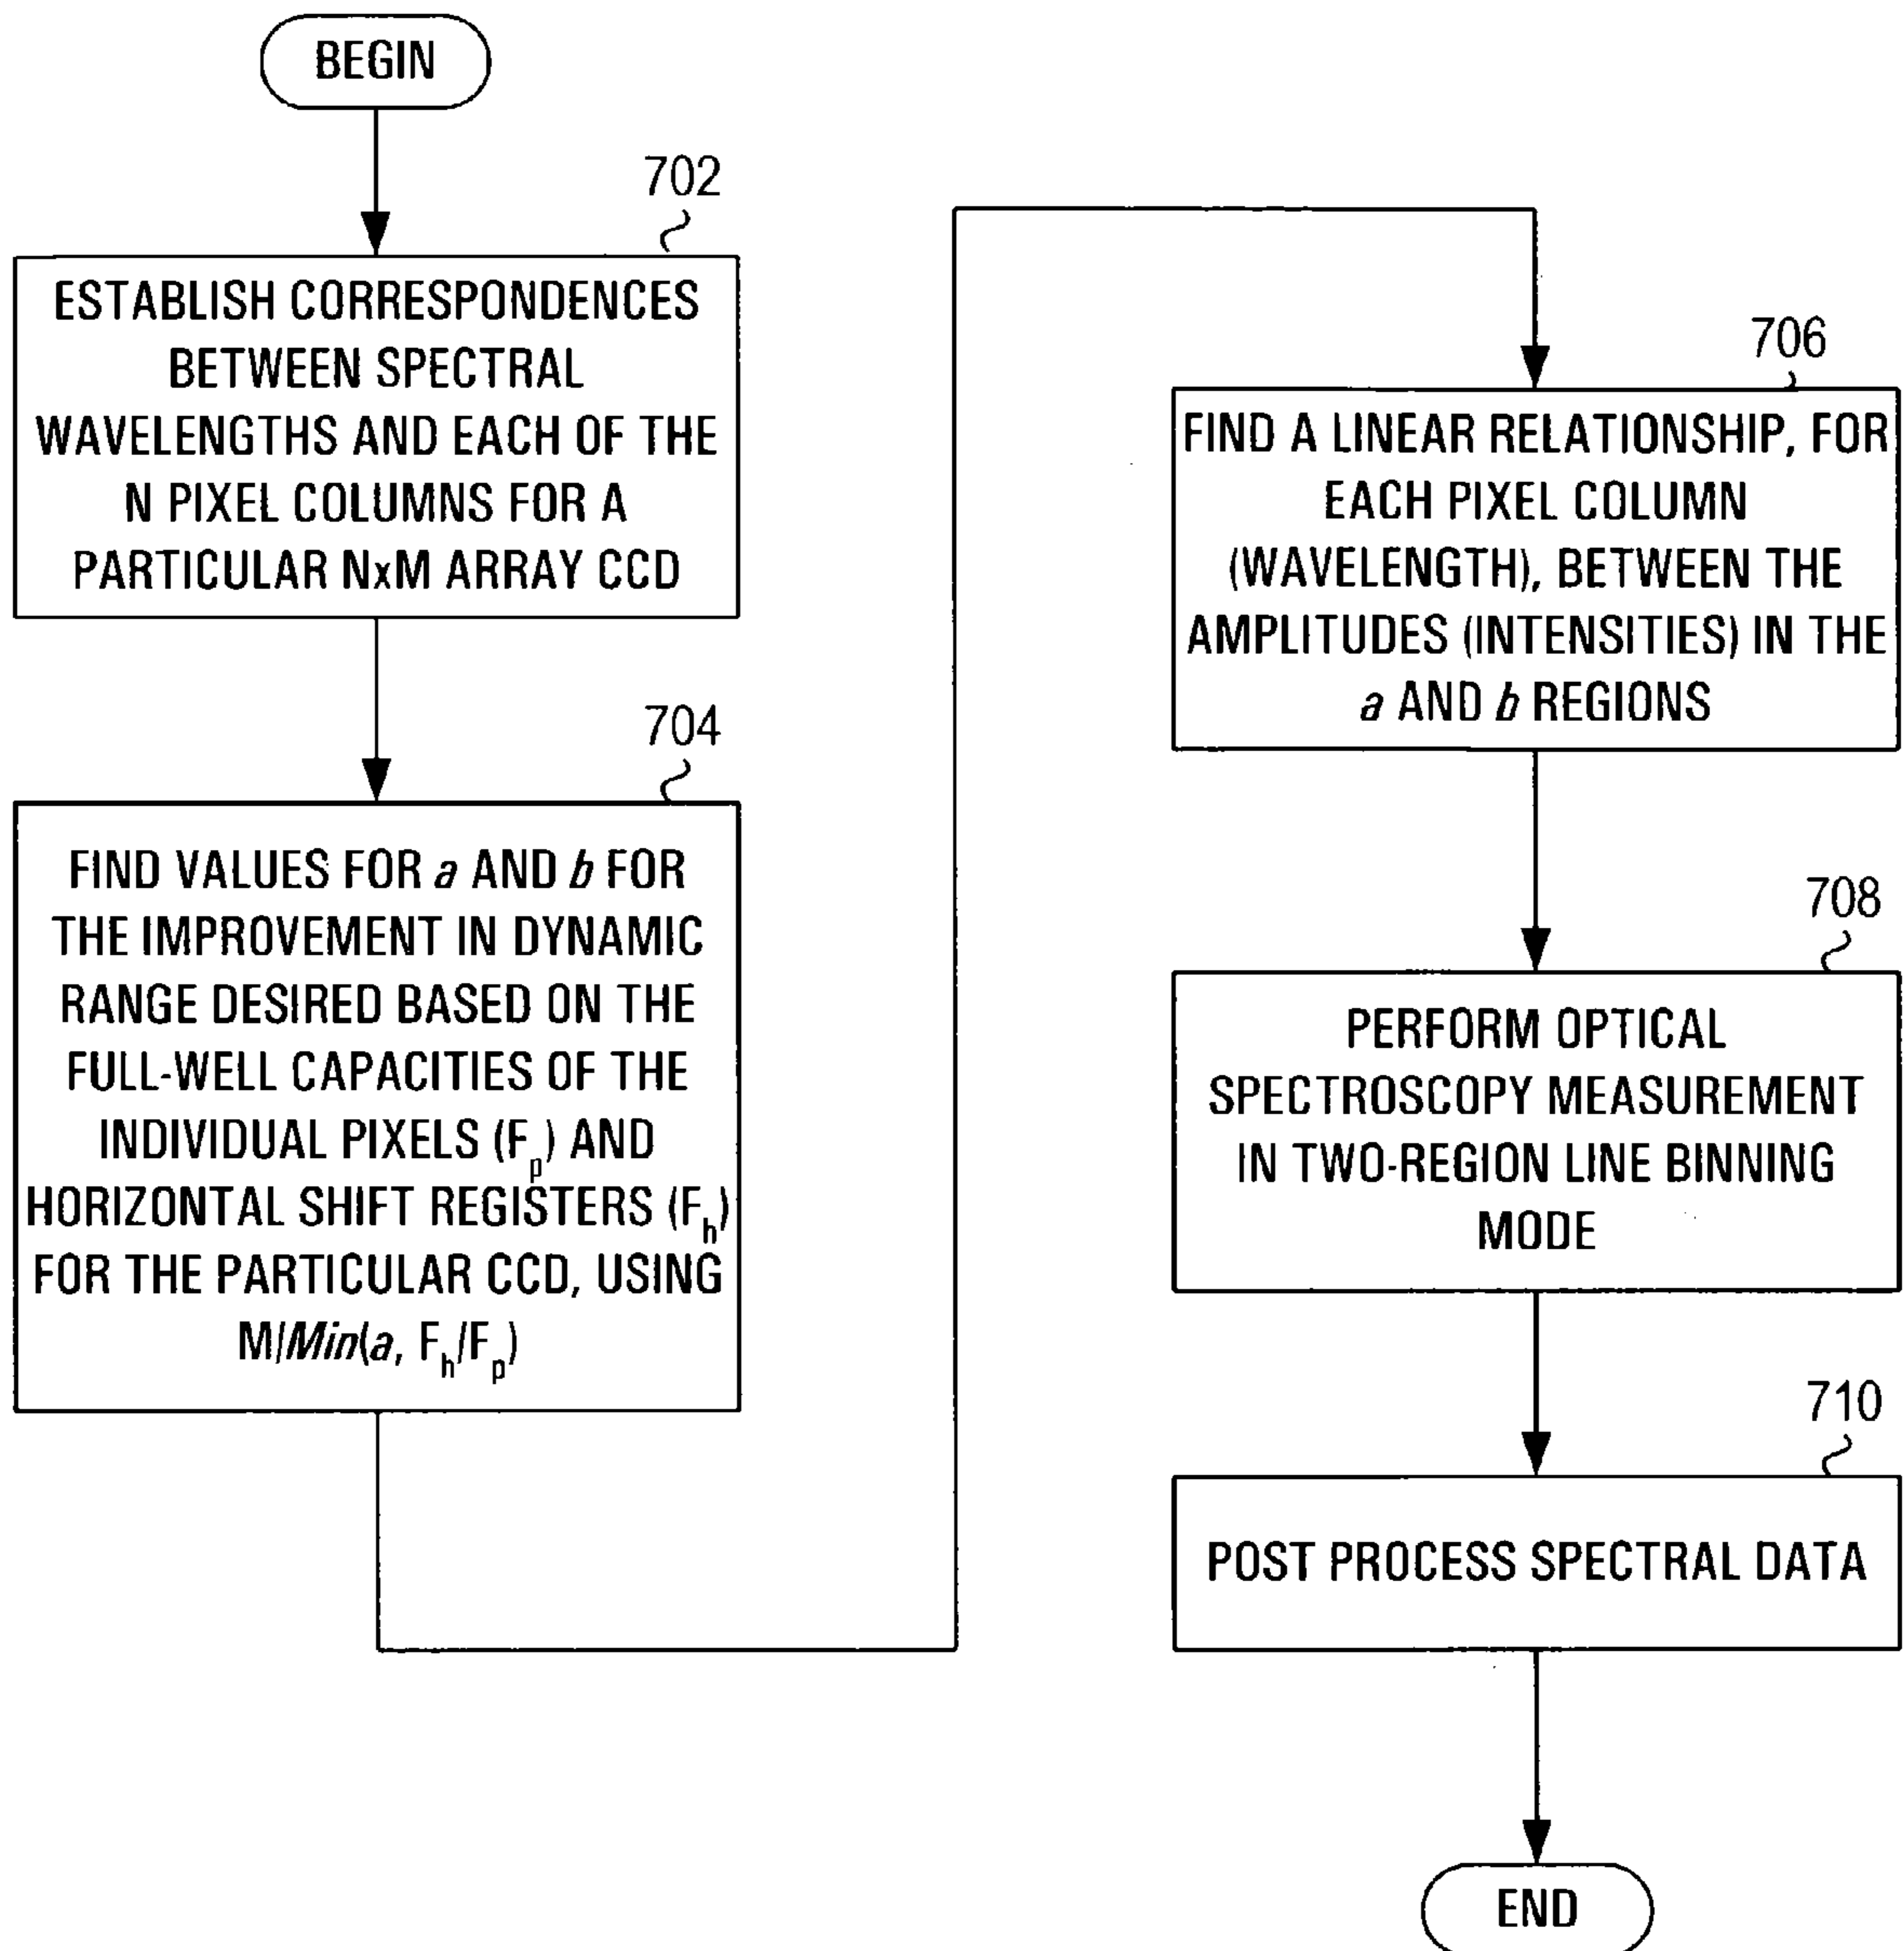 BEGIN
702
ESTABLISH CORRESPONDENCES
BETWEEN SPECTRAL
WAVELENGTHS AND EACH OF THE
N PIXEL COLUMNS FOR A
PARTICULAR NxM ARRAY CCD
704
FIND VALUES FOR a AND b FOR
THE IMPROVEMENT IN DYNAMIC
RANGE DESIRED BASED ON THE
FULL-WELL CAPACITIES OF THE
INDIVIDUAL PIXELS (Fp) AND
HORIZONTAL SHIFT REGISTERS (Fh)
FOR THE PARTICULAR CCD, USING
M/Min(a, Fh/Fp)
706
FIND A LINEAR RELATIONSHIP, FOR
EACH PIXEL COLUMN
(WAVELENGTH), BETWEEN THE
AMPLITUDES (INTENSITIES) IN THE
a AND b REGIONS
708
PERFORM OPTICAL
SPECTROSCOPY MEASUREMENT
IN TWO-REGION LINE BINNING
MODE
710
POST PROCESS SPECTRAL DATA
END